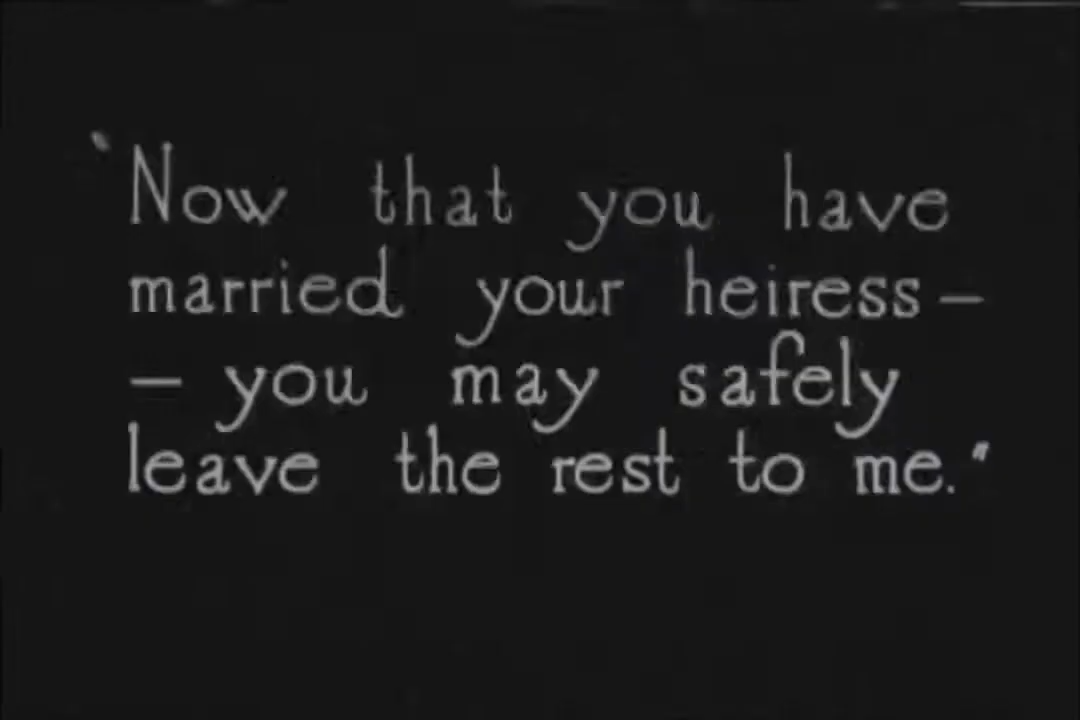 "Now that you have
married your heiress —
— you may safely
leave the rest to me."